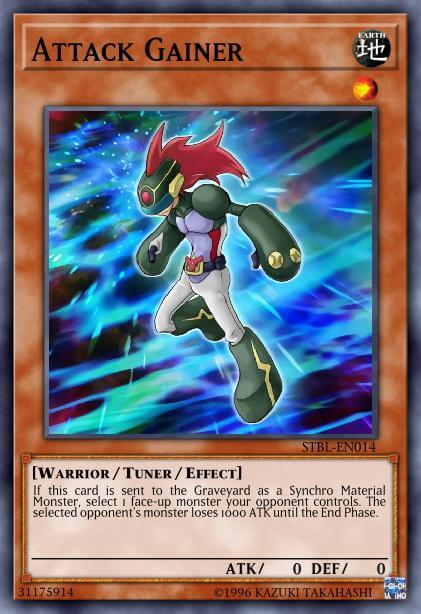 ATTACK GAINER
EARTH
地
STBL-EN014
[WARRIOR / TUNER / EFFECT]
If this card is sent to the Graveyard as a Synchro Material
Monster, select 1 face-up monster your opponent controls. The
selected opponent's monster loses 1000 ATK until the End Phase.
ATK/ 0 DEF/ 0
31175914
©1996 KAZUKI TAKAHASHI